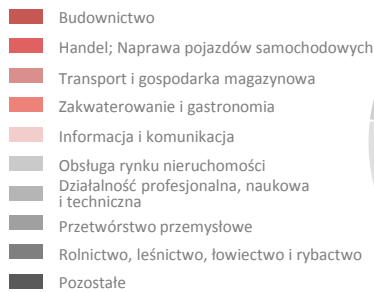 Budownictwo
Handel; Naprawa pojazdów samochodowych
Transport i gospodarka magazynowa
Zakwaterowanie i gastronomia
Informacja i komunikacja
Obsługa rynku nieruchomości
Działalność profesjonalna, naukowa
i techniczna
Przetwórstwo przemysłowe
Rolnictwo, leśnictwo, łowiectwo i rybactwo
Pozostałe